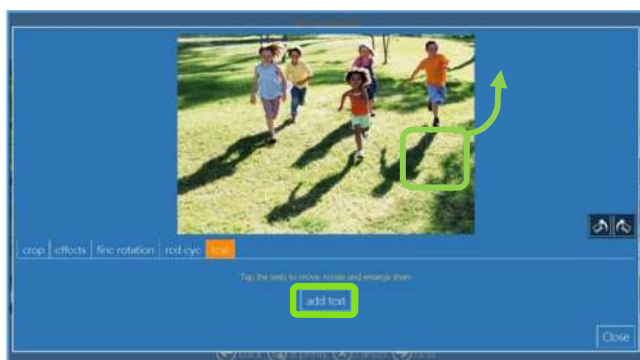 crop effects fine rotation red eye text
Tap the texts to move, rotate and enlarge them
add text
Close